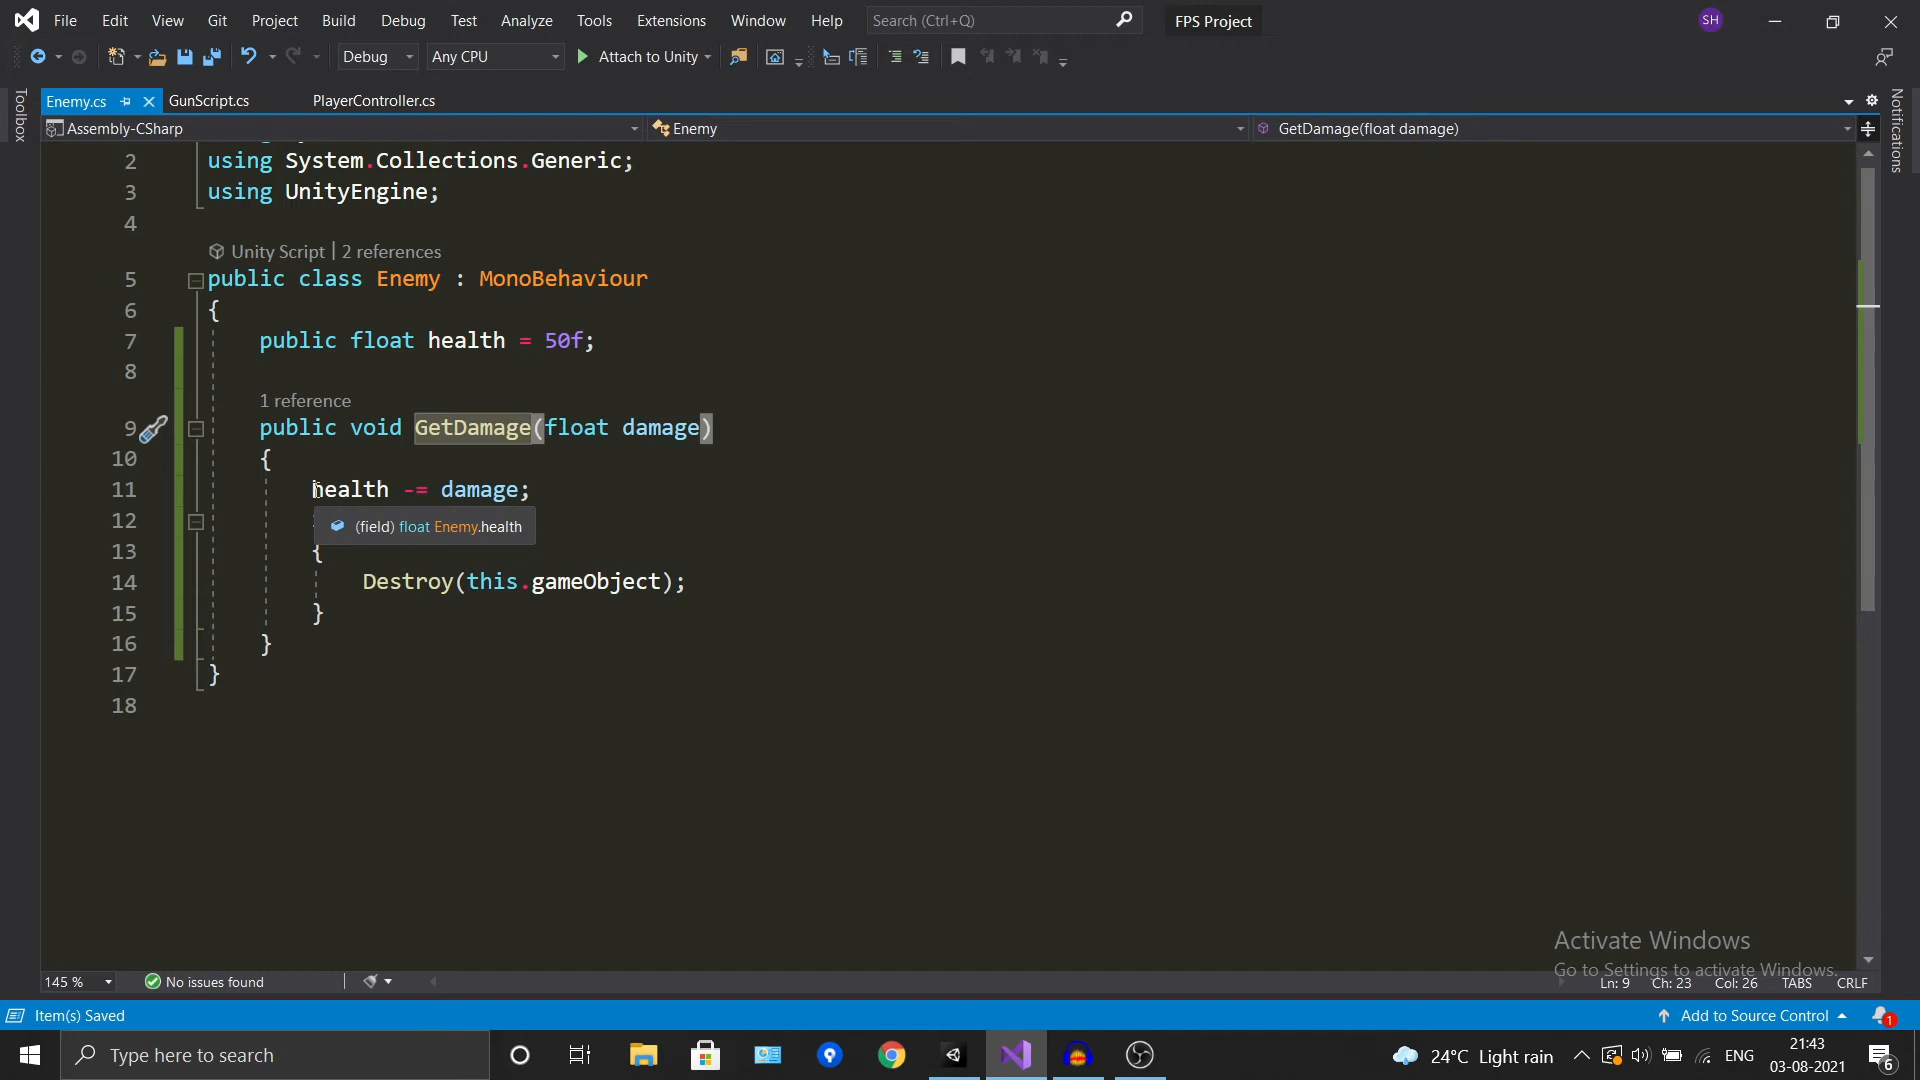 File Edit View Git Project Build Debug Test Analyze Tools Extensions Window Help Search (Ctrl+Q) FPS Project SH
Debug Any CPU Attach to Unity
Toolbox
Enemy.cs GunScript.cs PlayerController.cs
Notifications
Assembly-CSharp Enemy GetDamage(float damage)
2 using System.Collections.Generic;
3 using UnityEngine;
4
Unity Script | 2 references
5 public class Enemy : MonoBehaviour
6 {
7 public float health = 50f;
8
1 reference
9 public void GetDamage(float damage)
10 {
11 health -= damage;
12
(field) float Enemy.health
13 {
14 Destroy(this.gameObject);
15 }
16 }
17 }
18
Activate Windows
Go to Settings to activate Windows.
145 % No issues found Ln: 9 Ch: 23 Col: 26 TABS CRLF
Item(s) Saved Add to Source Control 1
Type here to search 24°C Light rain ENG 21:43
03-08-2021
6